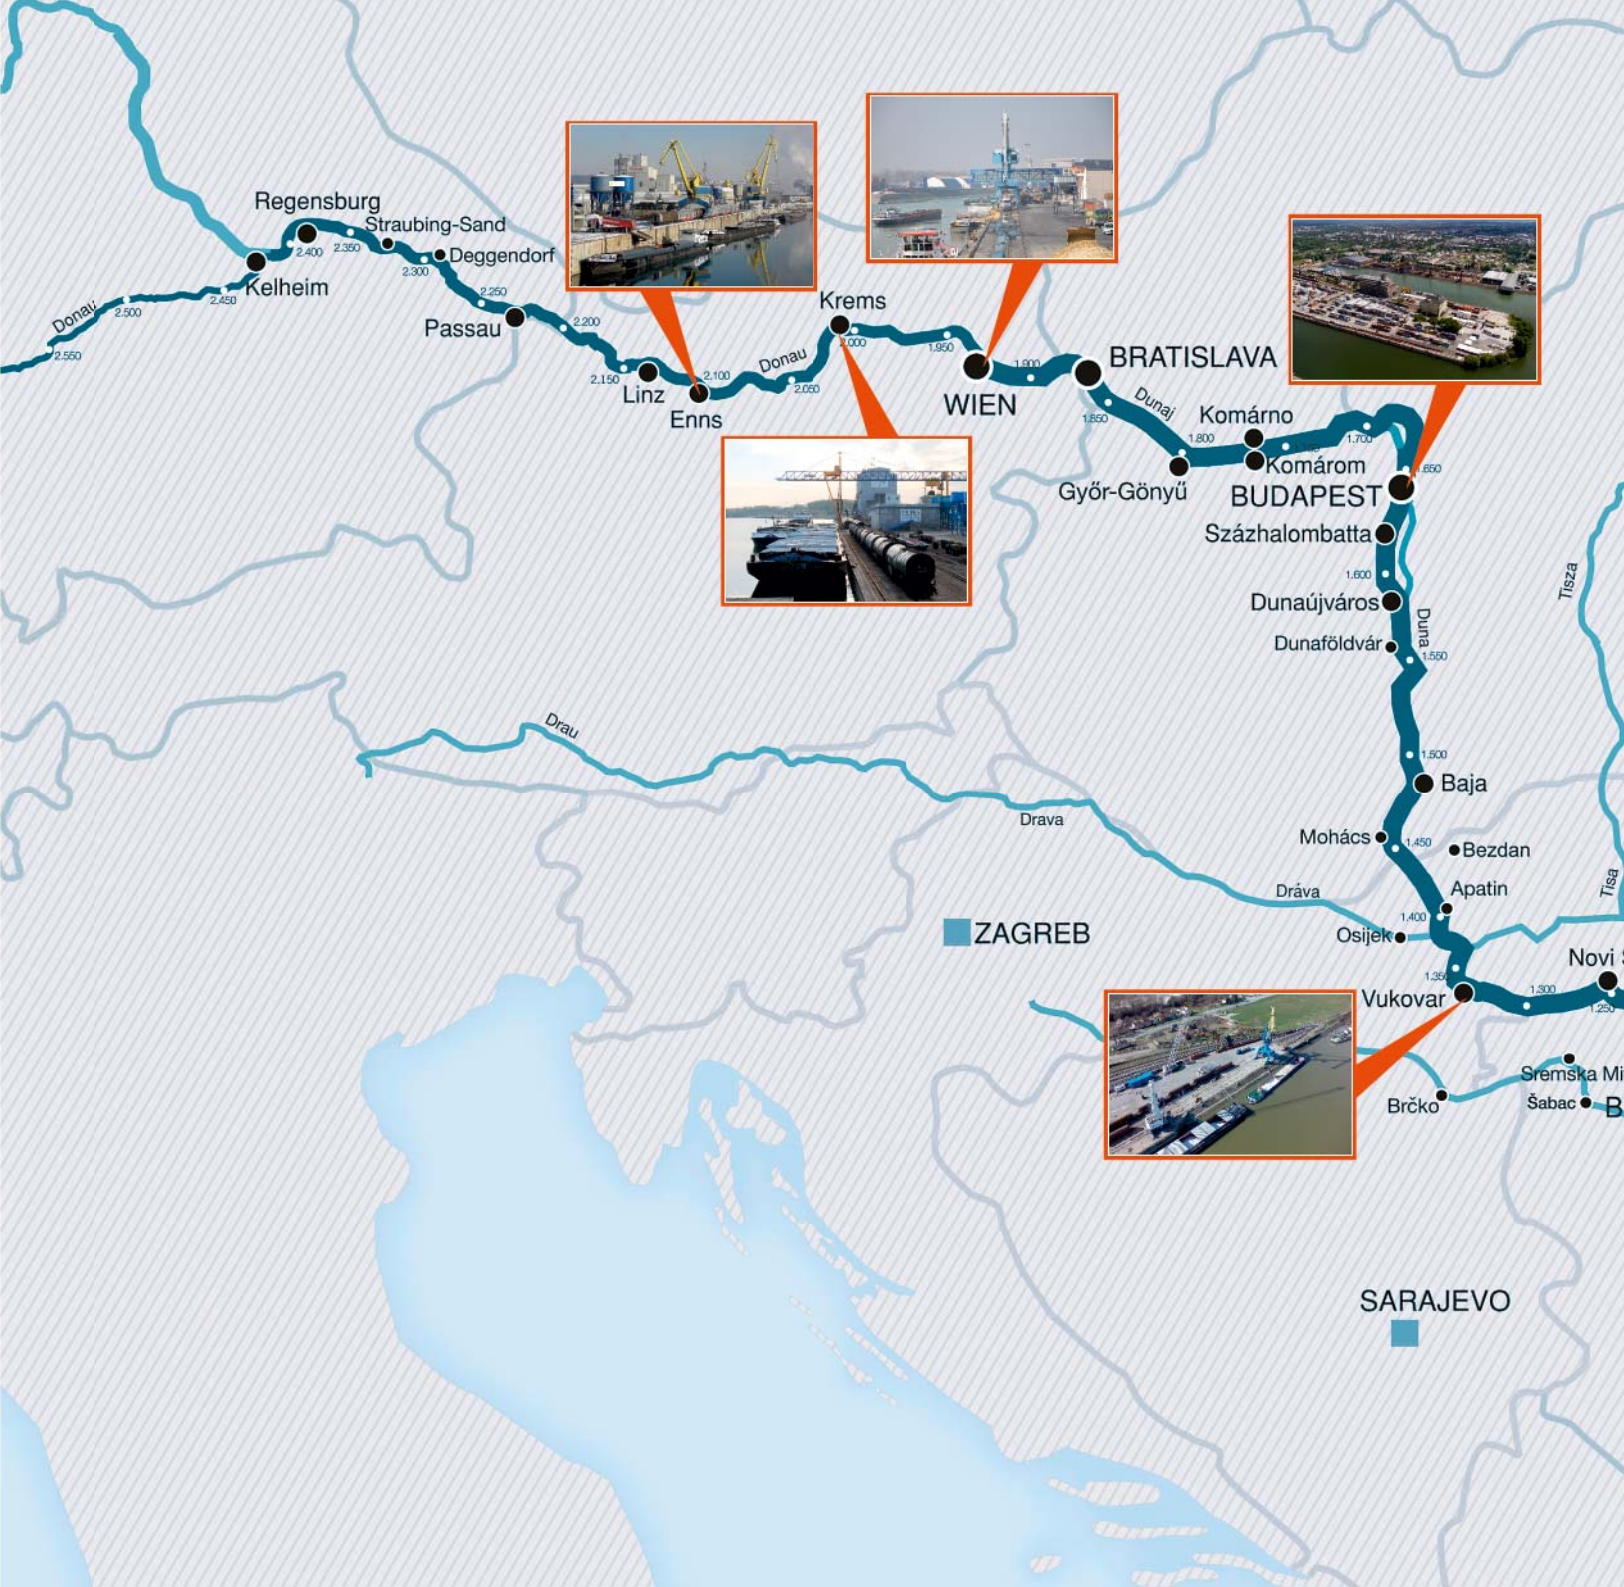 Regensburg
Straubing-Sand
2.400
2.350
2.300
Deggendorf
Kelheim
2.450
2.500
Donau
2.550
2.250
Passau
2.200
2.150
Linz
2.100
Enns
Donau
2.050
Krems
2.000
1.950
WIEN
1.900
BRATISLAVA
1.850
Dunaj
Komárno
1.800
1.700
Komárom
1.650
Győr-Gönyű
BUDAPEST
Százhalombatta
1.600
Dunaújváros
Duna
Dunaföldvár
1.550
Tisza
Drau
1.500
Baja
Drava
Mohács
1.450
Bezdan
Dráva
Apatin
Tisa
1.400
ZAGREB
Osijek
Novi
1.350
Vukovar
1.300
1.250
Sremska Mi
Brčko
Šabac
B
SARAJEVO